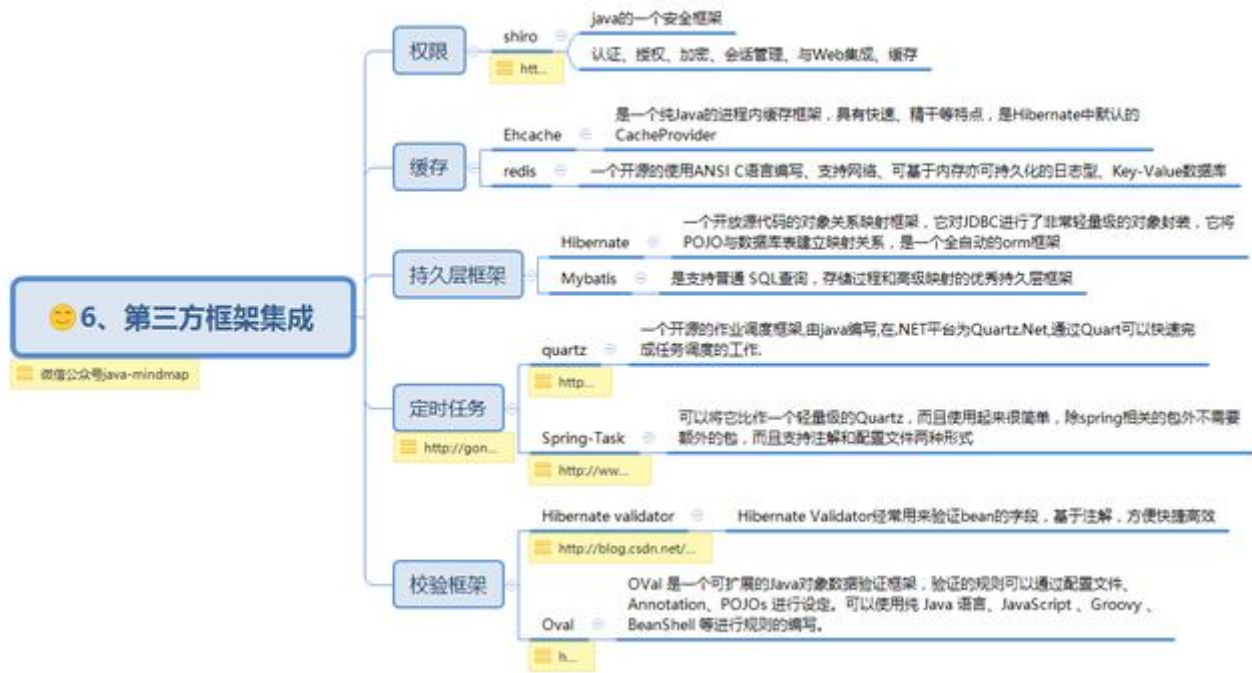 java的一个安全框架
权限
shiro
认证、授权、加密、会话管理、与Web集成、缓存
htt...
是一个纯Java的进程内缓存框架，具有快速、精干等特点，是Hibernate中默认的
CacheProvider
Ehcache
缓存
redis
一个开源的使用ANSI C语言编写、支持网络、可基于内存亦可持久化的日志型、Key-Value数据库
一个开放源代码的对象关系映射框架，它对JDBC进行了非常轻量级的对象封装，它将
POJO与数据库表建立映射关系，是一个全自动的orm框架
Hibernate
持久层框架
Mybatis
是支持普通 SQL查询，存储过程和高级映射的优秀持久层框架
6、第三方框架集成
微信公众号java-mindmap
一个开源的作业调度框架,由java编写,在.NET平台为Quartz.Net,通过Quart可以快速完
成任务调度的工作.
quartz
http...
定时任务
http://gon...
可以将它比作一个轻量级的Quartz，而且使用起来很简单，除spring相关的包外不需要
额外的包，而且支持注解和配置文件两种形式
Spring-Task
http://ww...
Hibernate validator
Hibernate Validator经常用来验证bean的字段，基于注解，方便快捷高效
http://blog.csdn.net/...
校验框架
OVal 是一个可扩展的Java对象数据验证框架，验证的规则可以通过配置文件、
Annotation、POJOs 进行设定。可以使用纯 Java 语言、JavaScript 、Groovy 、
BeanShell 等进行规则的编写。
Oval
h...